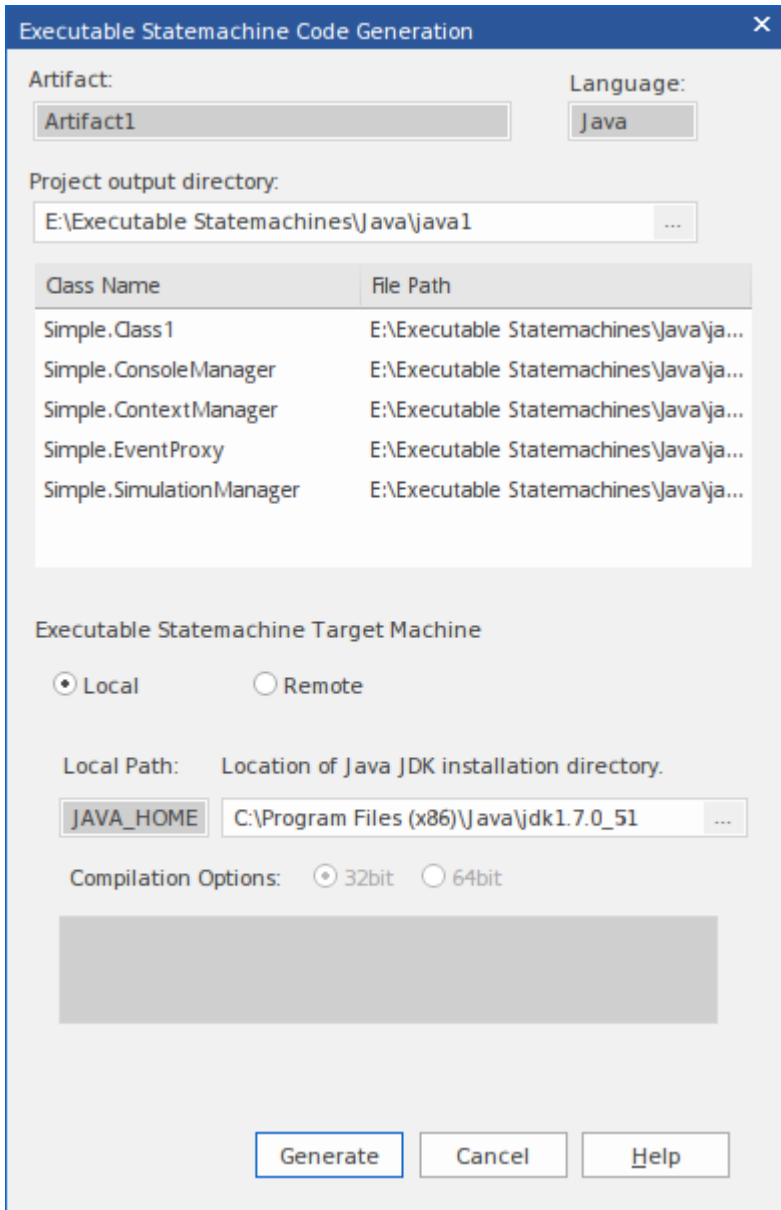 Executable Statemachine Code Generation
Artifact: Language:
Artifact1 Java
Project output directory:
E:\Executable Statemachines\Java\java1 ...
Class Name File Path
Simple.Class1 E:\Executable Statemachines\Java\ja...
Simple.ConsoleManager E:\Executable Statemachines\Java\ja...
Simple.ContextManager E:\Executable Statemachines\Java\ja...
Simple.EventProxy E:\Executable Statemachines\Java\ja...
Simple.SimulationManager E:\Executable Statemachines\Java\ja...
Executable Statemachine Target Machine
Local Remote
Local Path: Location of Java JDK installation directory.
JAVA_HOME C:\Program Files (x86)\Java\jdk1.7.0_51 ...
Compilation Options: 32bit 64bit
Generate Cancel Help